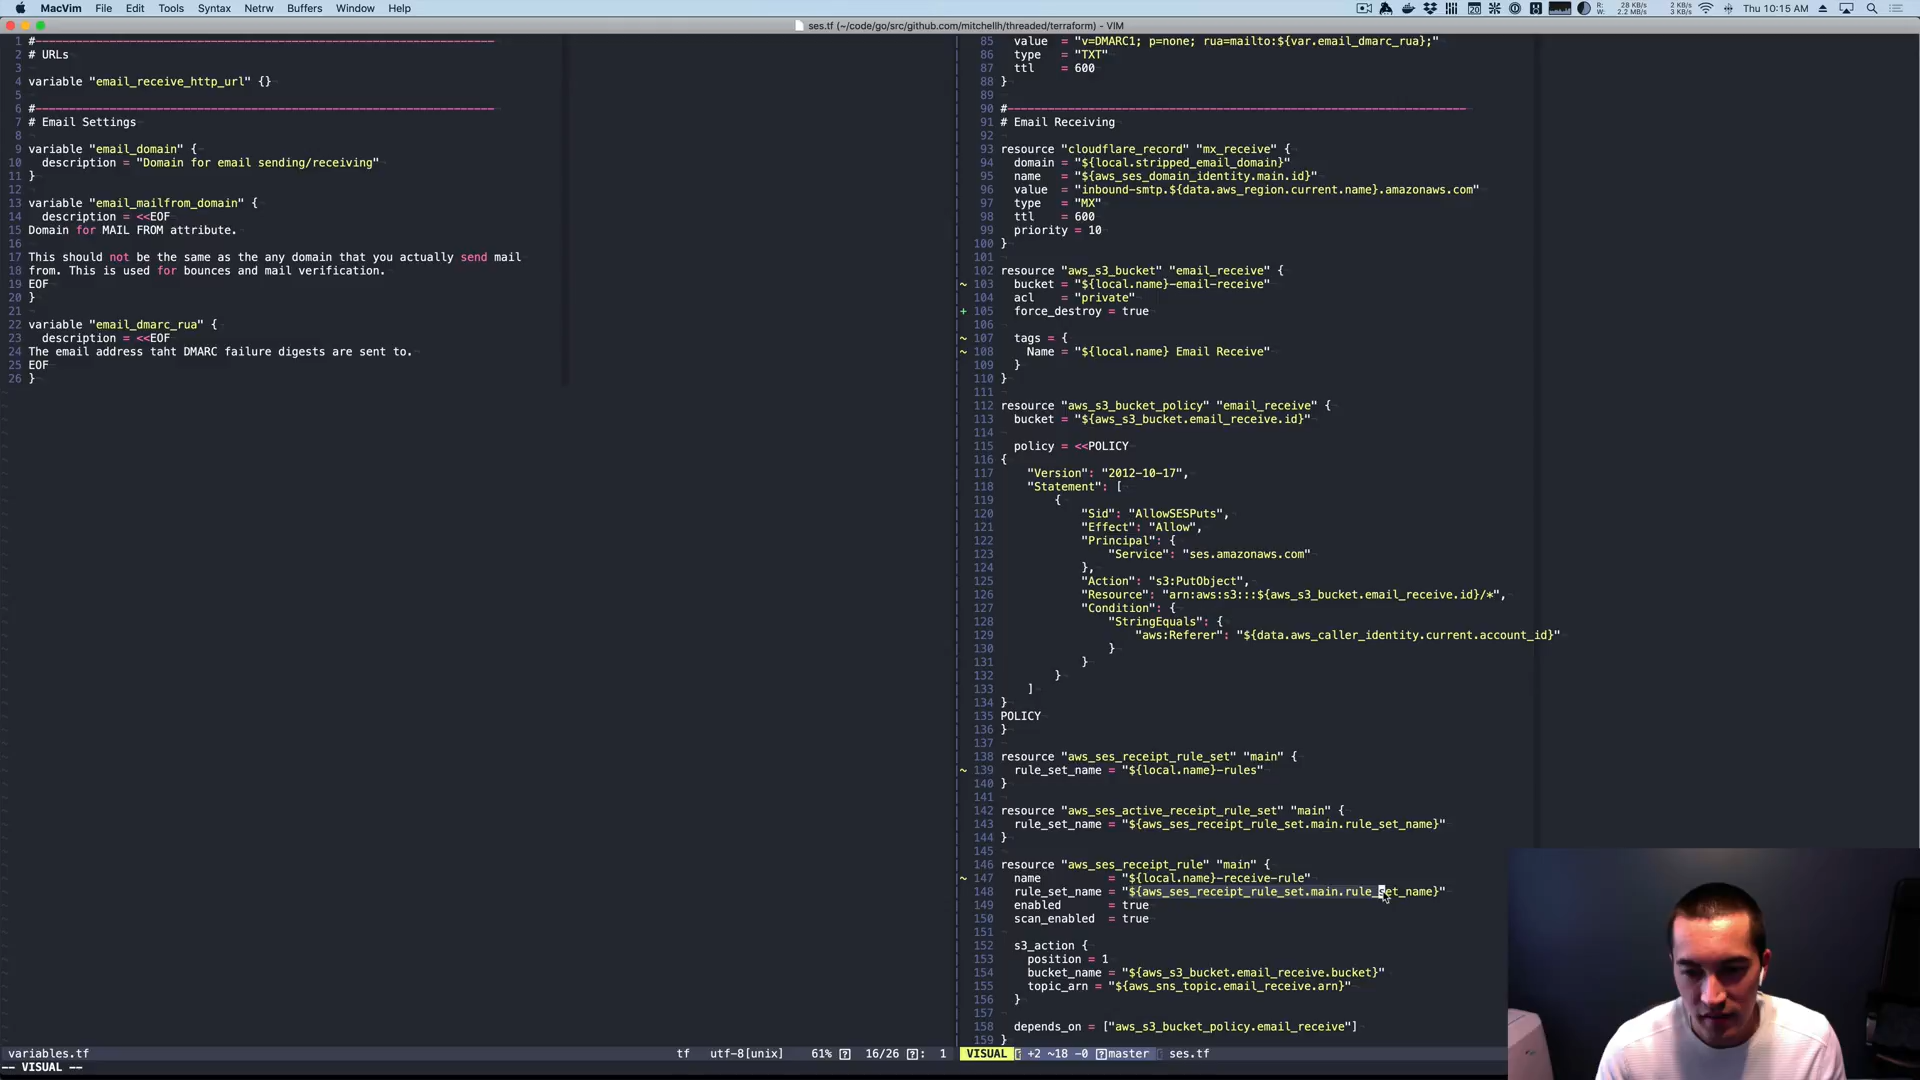 MacVim File Edit Tools Syntax Netrw Buffers Window Help
R: 28 KB/s 2 KB/s
W: 2.2 MB/s 2 KB/s
Thu 10:15 AM
ses.tf (~/code/go/src/github.com/mitchellh/threaded/terraform) - VIM
1 #--------------------------------------------------------------------
2 # URLs
3
4 variable "email_receive_http_url" {}
5
6 #--------------------------------------------------------------------
7 # Email Settings
8
9 variable "email_domain" {
10   description = "Domain for email sending/receiving"
11 }
12
13 variable "email_mailfrom_domain" {
14   description = <<EOF
15 Domain for MAIL FROM attribute.
16
17 This should not be the same as the any domain that you actually send mail
18 from. This is used for bounces and mail verification.
19 EOF
20 }
21
22 variable "email_dmarc_rua" {
23   description = <<EOF
24 The email address taht DMARC failure digests are sent to.
25 EOF
26 }
variables.tf tf utf-8[unix] 61% 16/26 : 1
-- VISUAL --
85   value  = "v=DMARC1; p=none; rua=mailto:${var.email_dmarc_rua};"
86   type   = "TXT"
87   ttl    = 600
88 }
89
90 #--------------------------------------------------------------------
91 # Email Receiving
92
93 resource "cloudflare_record" "mx_receive" {
94   domain = "${local.stripped_email_domain}"
95   name   = "${aws_ses_domain_identity.main.id}"
96   value  = "inbound-smtp.${data.aws_region.current.name}.amazonaws.com"
97   type   = "MX"
98   ttl    = 600
99   priority = 10
100 }
101
102 resource "aws_s3_bucket" "email_receive" {
~ 103   bucket = "${local.name}-email-receive"
104   acl    = "private"
+ 105   force_destroy = true
106
~ 107   tags = {
~ 108     Name = "${local.name} Email Receive"
109   }
110 }
111
112 resource "aws_s3_bucket_policy" "email_receive" {
113   bucket = "${aws_s3_bucket.email_receive.id}"
114
115   policy = <<POLICY
116 {
117     "Version": "2012-10-17",
118     "Statement": [
119         {
120             "Sid": "AllowSESPuts",
121             "Effect": "Allow",
122             "Principal": {
123                 "Service": "ses.amazonaws.com"
124             },
125             "Action": "s3:PutObject",
126             "Resource": "arn:aws:s3:::${aws_s3_bucket.email_receive.id}/*",
127             "Condition": {
128                 "StringEquals": {
129                     "aws:Referer": "${data.aws_caller_identity.current.account_id}"
130                 }
131             }
132         }
133     ]
134 }
135 POLICY
136 }
137
138 resource "aws_ses_receipt_rule_set" "main" {
~ 139   rule_set_name = "${local.name}-rules"
140 }
141
142 resource "aws_ses_active_receipt_rule_set" "main" {
143   rule_set_name = "${aws_ses_receipt_rule_set.main.rule_set_name}"
144 }
145
146 resource "aws_ses_receipt_rule" "main" {
~ 147   name          = "${local.name}-receive-rule"
148   rule_set_name = "${aws_ses_receipt_rule_set.main.rule_set_name}"
149   enabled       = true
150   scan_enabled  = true
151
152   s3_action {
153     position = 1
154     bucket_name = "${aws_s3_bucket.email_receive.bucket}"
155     topic_arn = "${aws_sns_topic.email_receive.arn}"
156   }
157
158   depends_on = ["aws_s3_bucket_policy.email_receive"]
159 }
VISUAL +2 ~18 -0 master ses.tf